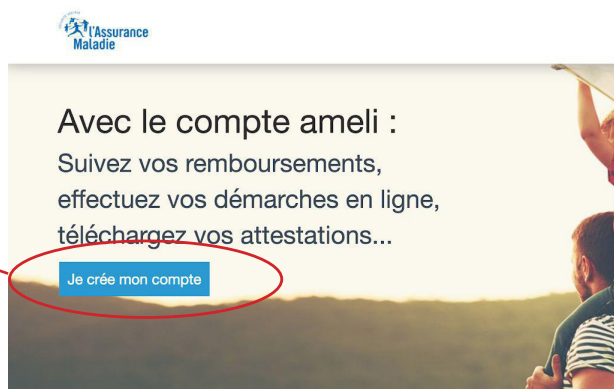 l'Assurance
Maladie
Avec le compte ameli :
Suivez vos remboursements,
effectuez vos démarches en ligne,
téléchargez vos attestations...
Je crée mon compte